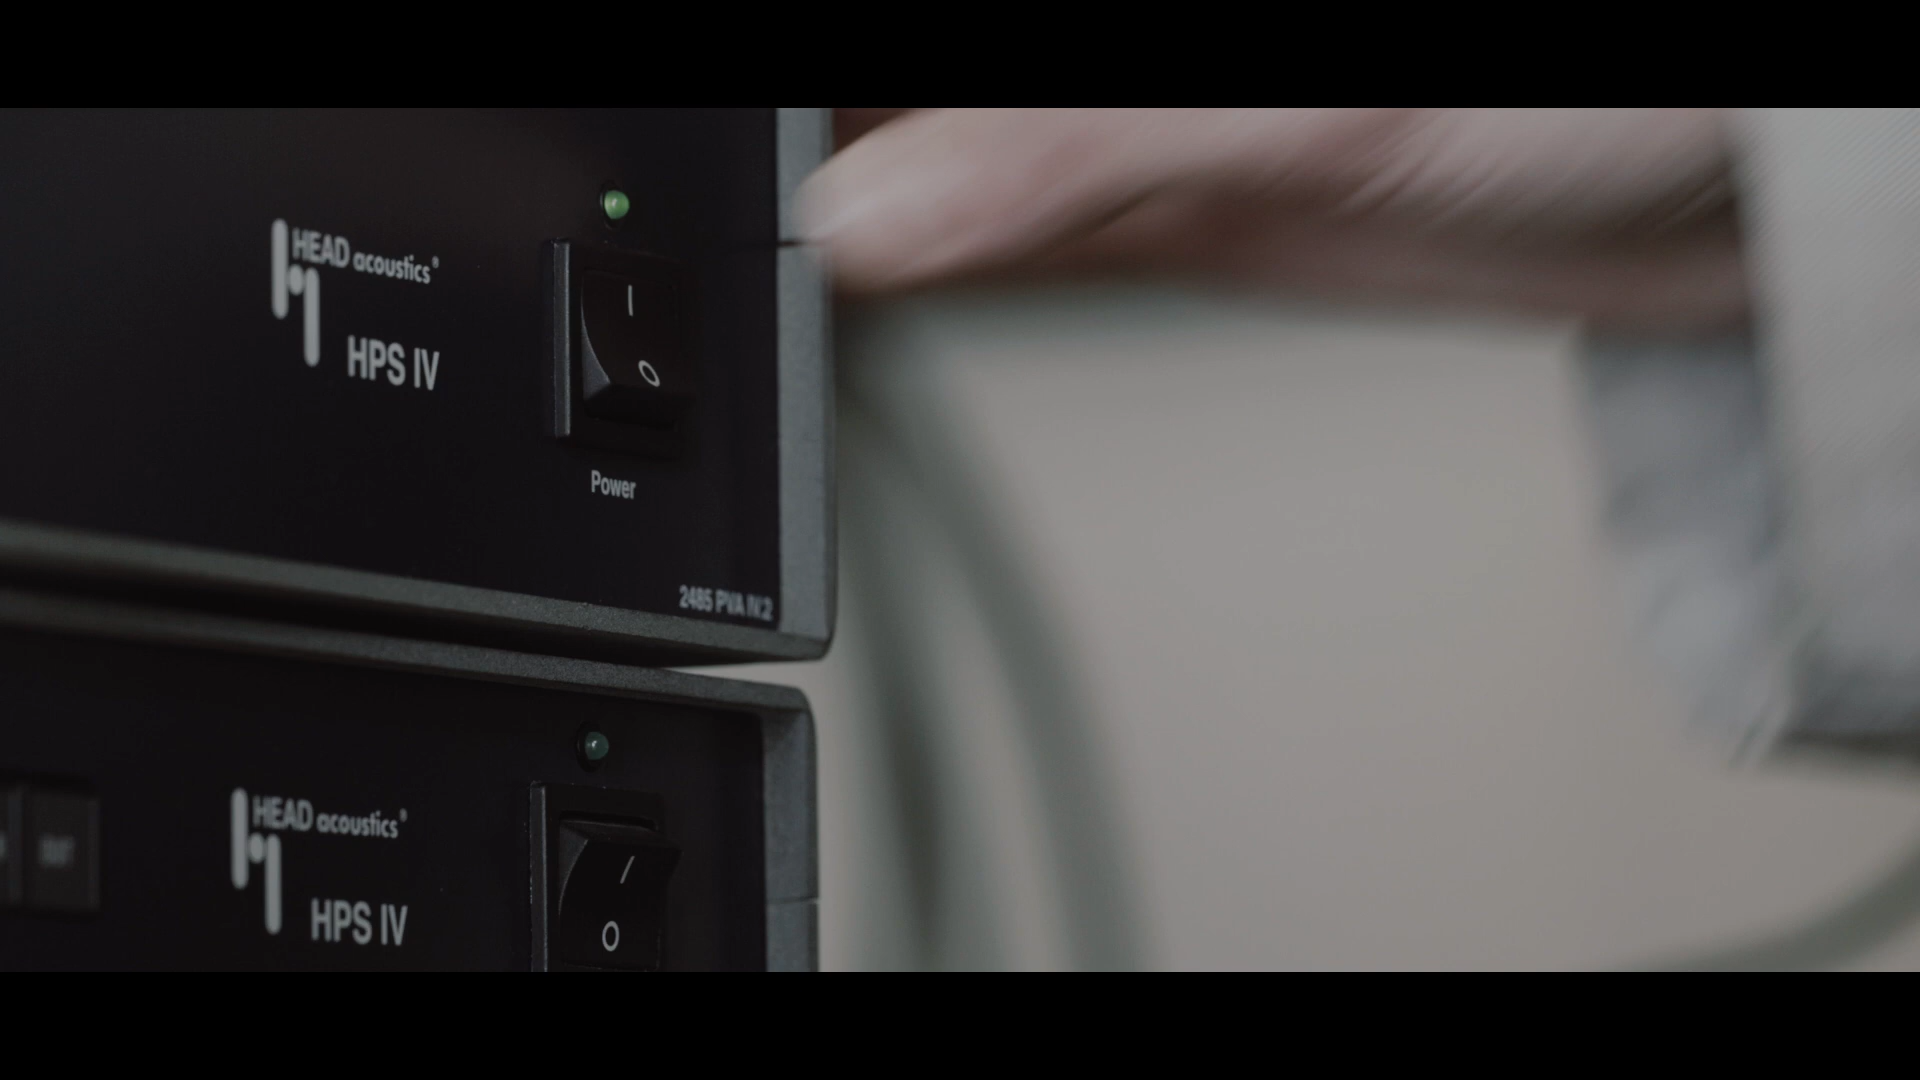 HEAD acoustics®
HPS IV
I
O
Power
2485 PVA IV.2
HEAD acoustics®
HPS IV
I
O